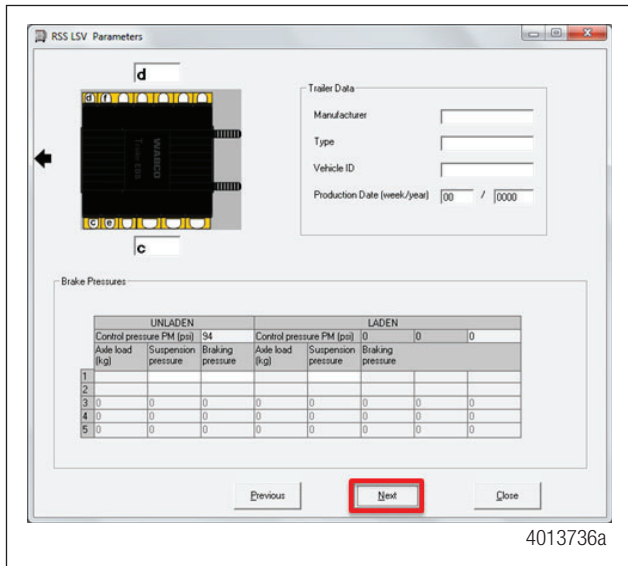 RSS LSV Parameters
d
d f
WABCO
Trailer EBS
c e
c
Trailer Data
Manufacturer
Type
Vehicle ID
Production Date (week/year) 00 / 0000
Brake Pressures
UNLADEN LADEN
Control pressure PM (psi) 94 Control pressure PM (psi) 0 0 0
Axle load (kg) Suspension pressure Braking pressure Axle load (kg) Suspension pressure Braking pressure
1
2
3 0 0 0 0 0 0 0
4 0 0 0 0 0 0 0
5 0 0 0 0 0 0 0
Previous Next Close
4013736a